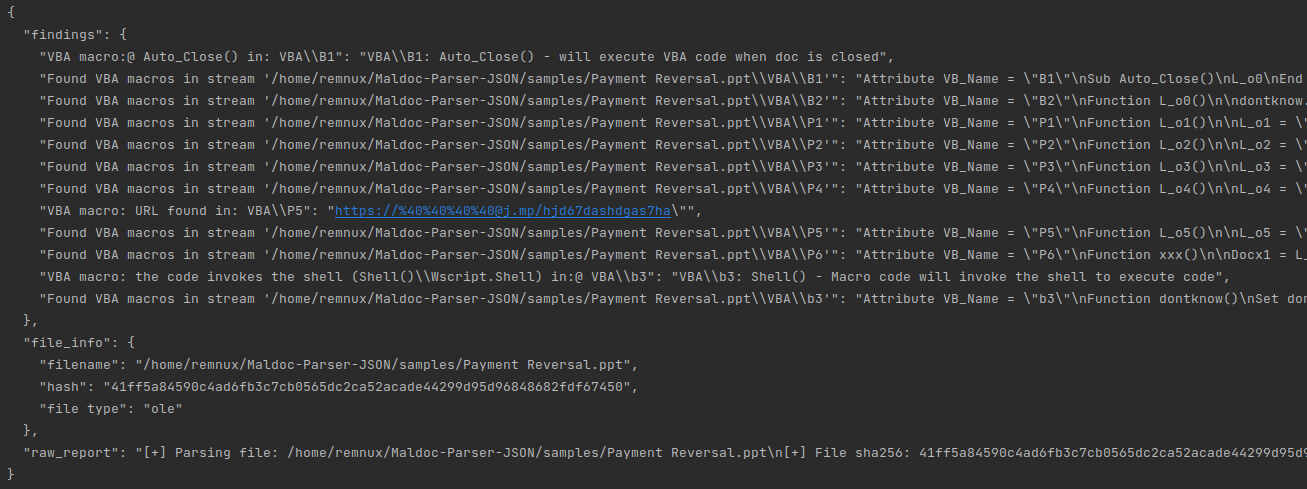 {
"findings": {
"VBA macro:@ Auto_Close() in: VBA\\B1": "VBA\\B1: Auto_Close() - will execute VBA code when doc is closed",
"Found VBA macros in stream '/home/remnux/Maldoc-Parser-JSON/samples/Payment Reversal.ppt\\VBA\\B1'": "Attribute VB_Name = \"B1\"\nSub Auto_Close()\nL_o0\nEnd
"Found VBA macros in stream '/home/remnux/Maldoc-Parser-JSON/samples/Payment Reversal.ppt\\VBA\\B2'": "Attribute VB_Name = \"B2\"\nFunction L_o0()\n\ndontknow.
"Found VBA macros in stream '/home/remnux/Maldoc-Parser-JSON/samples/Payment Reversal.ppt\\VBA\\P1'": "Attribute VB_Name = \"P1\"\nFunction L_o1()\n\nL_o1 = \"
"Found VBA macros in stream '/home/remnux/Maldoc-Parser-JSON/samples/Payment Reversal.ppt\\VBA\\P2'": "Attribute VB_Name = \"P2\"\nFunction L_o2()\n\nL_o2 = \"
"Found VBA macros in stream '/home/remnux/Maldoc-Parser-JSON/samples/Payment Reversal.ppt\\VBA\\P3'": "Attribute VB_Name = \"P3\"\nFunction L_o3()\n\nL_o3 = \"
"Found VBA macros in stream '/home/remnux/Maldoc-Parser-JSON/samples/Payment Reversal.ppt\\VBA\\P4'": "Attribute VB_Name = \"P4\"\nFunction L_o4()\n\nL_o4 = \"
"VBA macro: URL found in: VBA\\P5": "https://%40%40%40%40@j.mp/hjd67dashdgas7ha\"",
"Found VBA macros in stream '/home/remnux/Maldoc-Parser-JSON/samples/Payment Reversal.ppt\\VBA\\P5'": "Attribute VB_Name = \"P5\"\nFunction L_o5()\n\nL_o5 = \"
"Found VBA macros in stream '/home/remnux/Maldoc-Parser-JSON/samples/Payment Reversal.ppt\\VBA\\P6'": "Attribute VB_Name = \"P6\"\nFunction xxx()\n\nDocx1 = L_
"VBA macro: the code invokes the shell (Shell()\\Wscript.Shell) in:@ VBA\\b3": "VBA\\b3: Shell() - Macro code will invoke the shell to execute code",
"Found VBA macros in stream '/home/remnux/Maldoc-Parser-JSON/samples/Payment Reversal.ppt\\VBA\\b3'": "Attribute VB_Name = \"b3\"\nFunction dontknow()\nSet don
},
"file_info": {
"filename": "/home/remnux/Maldoc-Parser-JSON/samples/Payment Reversal.ppt",
"hash": "41ff5a84590c4ad6fb3c7cb0565dc2ca52acade44299d95d96848682fdf67450",
"file type": "ole"
},
"raw_report": "[+] Parsing file: /home/remnux/Maldoc-Parser-JSON/samples/Payment Reversal.ppt\n[+] File sha256: 41ff5a84590c4ad6fb3c7cb0565dc2ca52acade44299d95d9
}